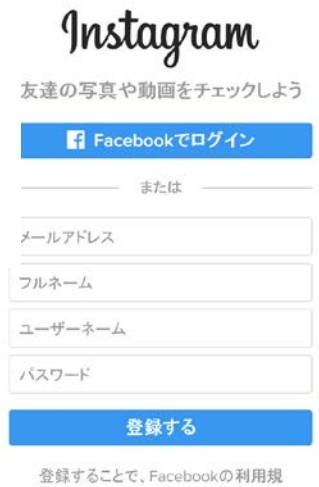 Instagram
友達の写真や動画をチェックしよう
Facebookでログイン
または
メールアドレス
フルネーム
ユーザーネーム
パスワード
登録する
登録することで、Facebookの利用規